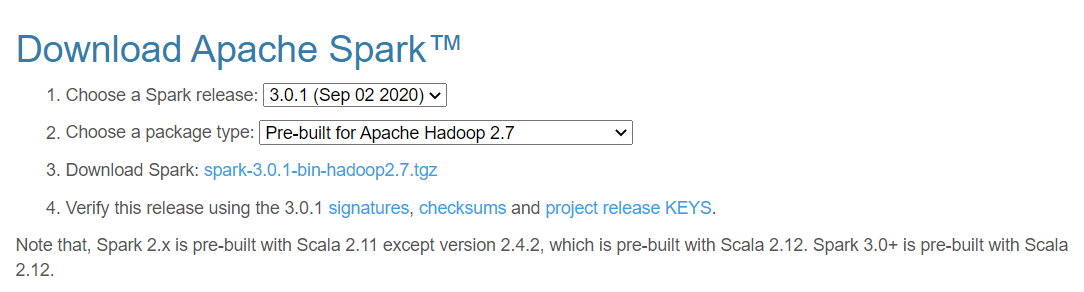 Download Apache Spark™
1. Choose a Spark release: 3.0.1 (Sep 02 2020)
2. Choose a package type: Pre-built for Apache Hadoop 2.7
3. Download Spark: spark-3.0.1-bin-hadoop2.7.tgz
4. Verify this release using the 3.0.1 signatures, checksums and project release KEYS.
Note that, Spark 2.x is pre-built with Scala 2.11 except version 2.4.2, which is pre-built with Scala 2.12. Spark 3.0+ is pre-built with Scala
2.12.